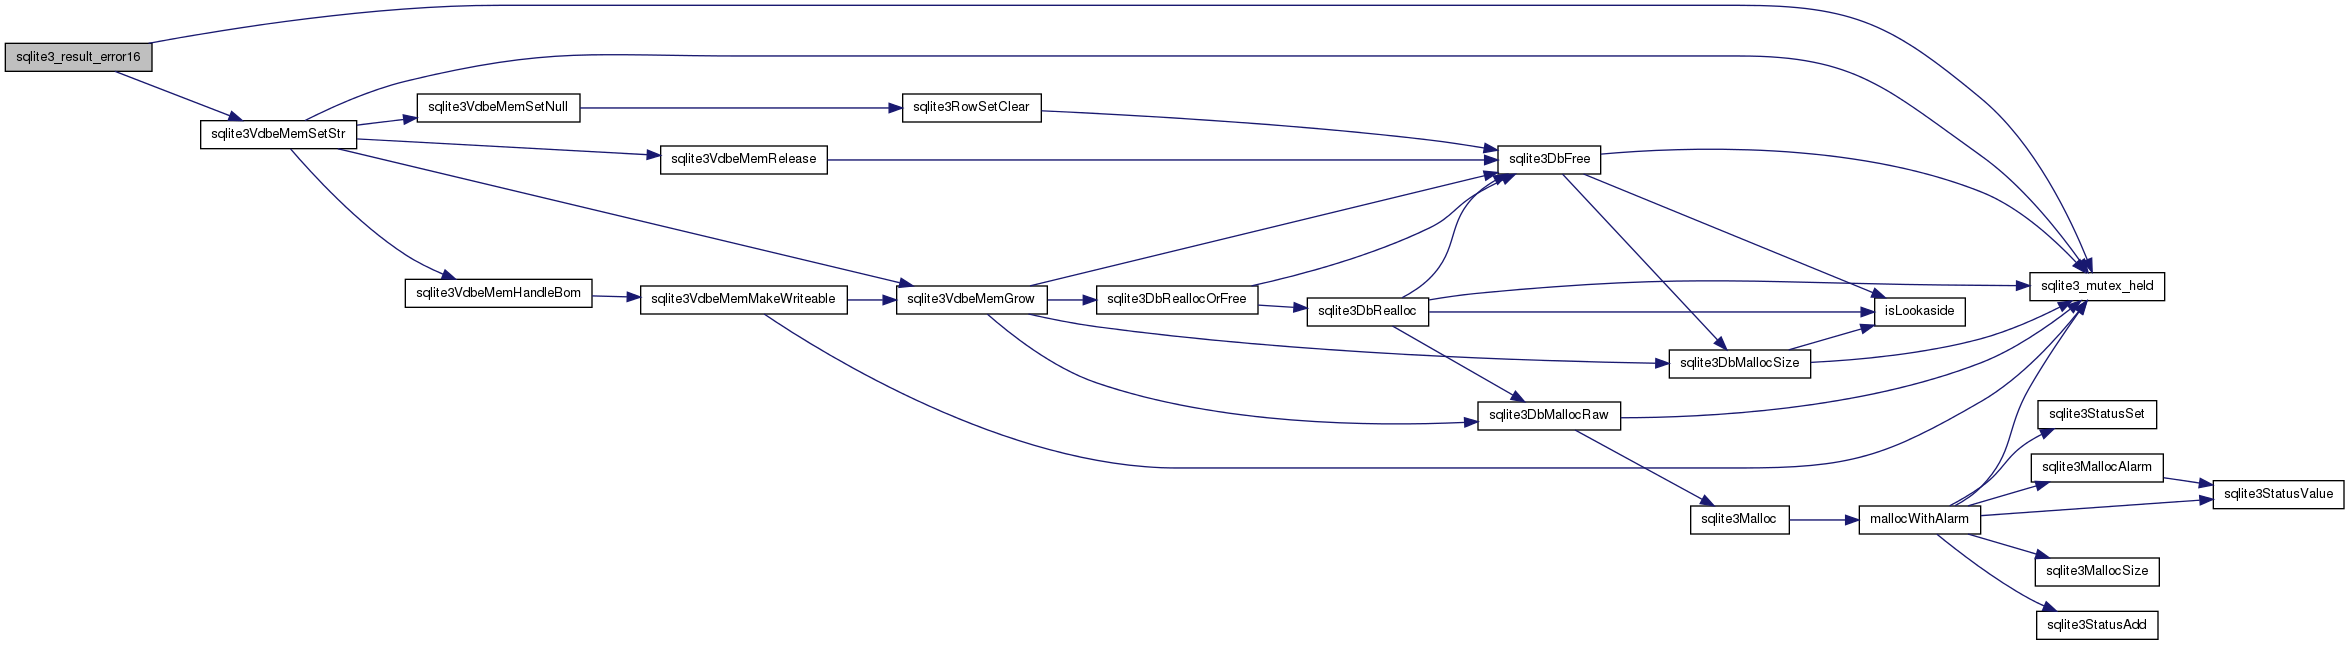 sqlite3_result_error16
sqlite3VdbeMemSetStr
sqlite3VdbeMemSetNull
sqlite3RowSetClear
sqlite3VdbeMemRelease
sqlite3DbFree
sqlite3VdbeMemHandleBom
sqlite3VdbeMemMakeWriteable
sqlite3VdbeMemGrow
sqlite3DbReallocOrFree
sqlite3DbRealloc
isLookaside
sqlite3_mutex_held
sqlite3DbMallocSize
sqlite3DbMallocRaw
sqlite3StatusSet
sqlite3MallocAlarm
sqlite3StatusValue
sqlite3Malloc
mallocWithAlarm
sqlite3MallocSize
sqlite3StatusAdd